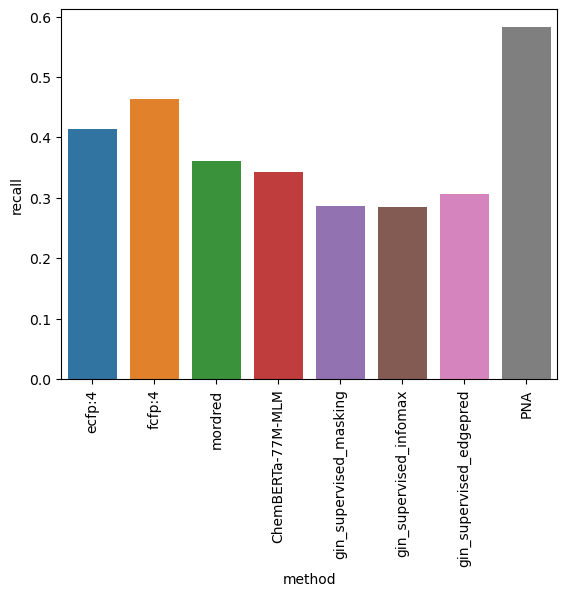 0.6
0.5
0.4
0.3
0.2
0.1
0.0
recall
ecfp:4
fcfp:4
mordred
ChemBERTa-77M-MLM
gin_supervised_masking
gin_supervised_infomax
gin_supervised_edgepred
PNA
method